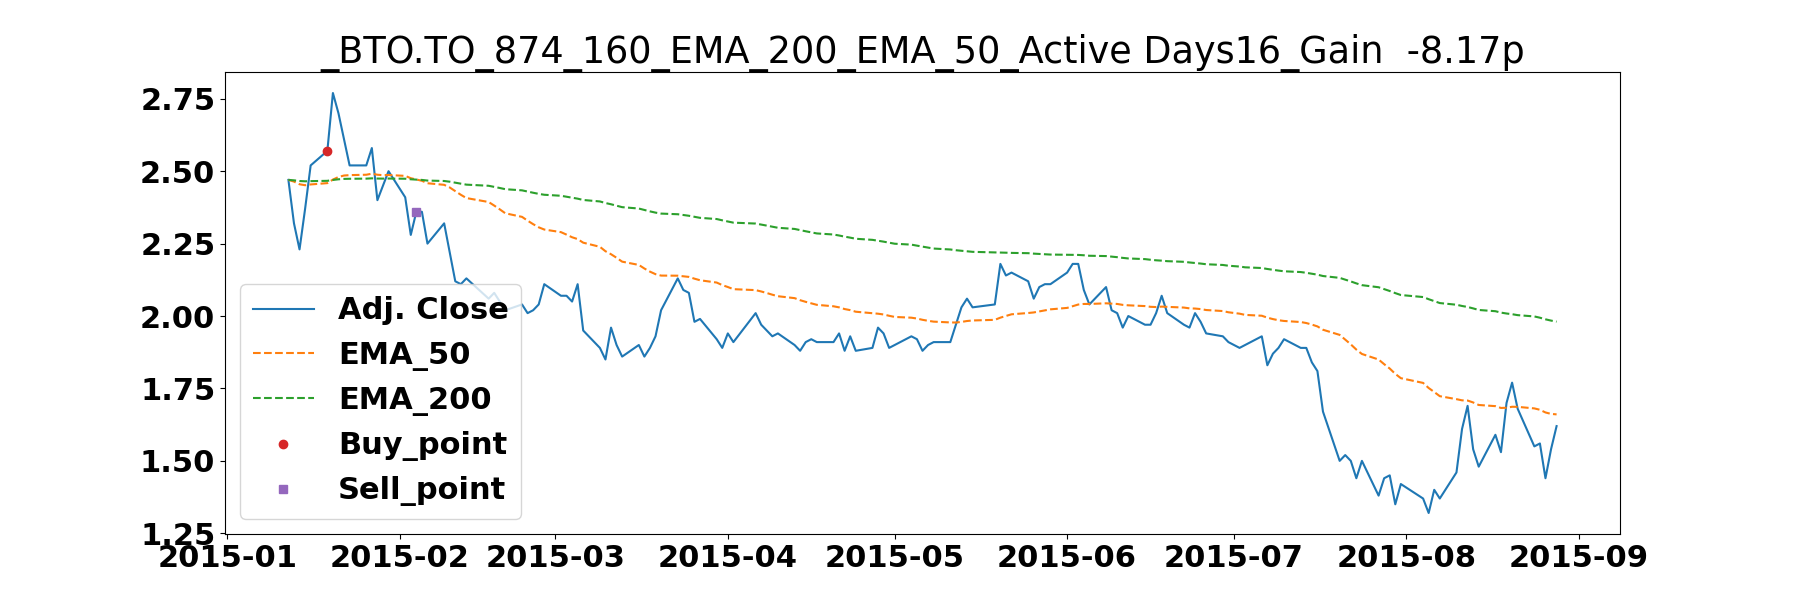 _BTO.TO_874_160_EMA_200_EMA_50_Active Days16_Gain  -8.17p
2.75
2.50
2.25
2.00
1.75
1.50
1.25
Adj. Close
EMA_50
EMA_200
Buy_point
Sell_point
2015-01 2015-02 2015-03 2015-04 2015-05 2015-06 2015-07 2015-08 2015-09